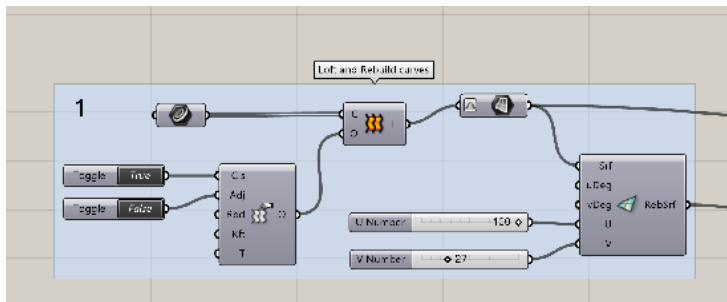 Loft and Rebuild curves
1
C
O
L
Toggle True
Toggle False
Cls
Adj
Rbd
Rft
T
O
Srf
uDeg
vDeg
U
V
RebSrf
U Number 100
V Number 27